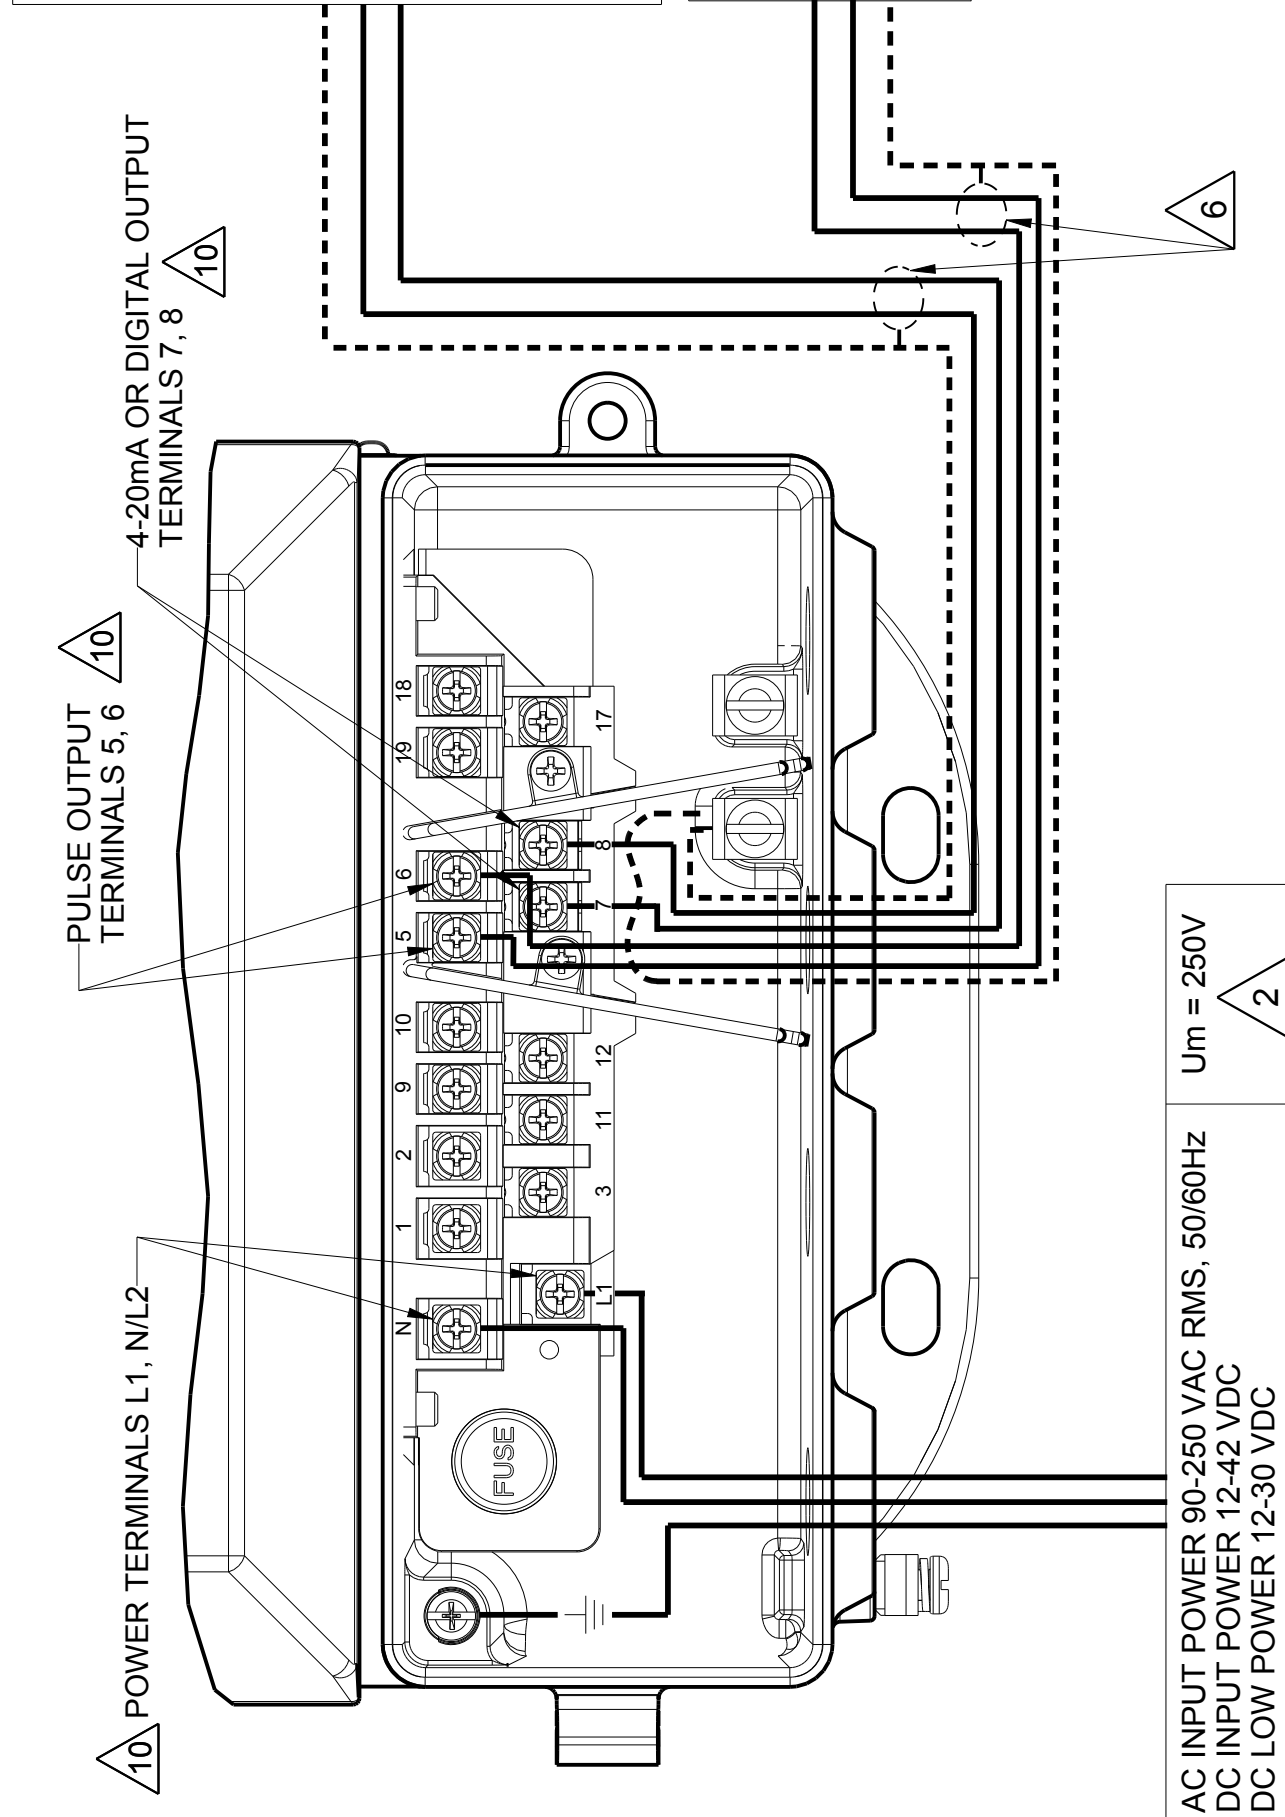 4-20mA OR DIGITAL OUTPUT
TERMINALS 7, 8
10
PULSE OUTPUT
TERMINALS 5, 6
10
POWER TERMINALS L1, N/L2
10
6
N
1
2
9
10
5
6
19
18
L1
3
11
12
7
8
17
FUSE
AC INPUT POWER 90-250 VAC RMS, 50/60Hz
DC INPUT POWER 12-42 VDC
DC LOW POWER 12-30 VDC
Um = 250V
2